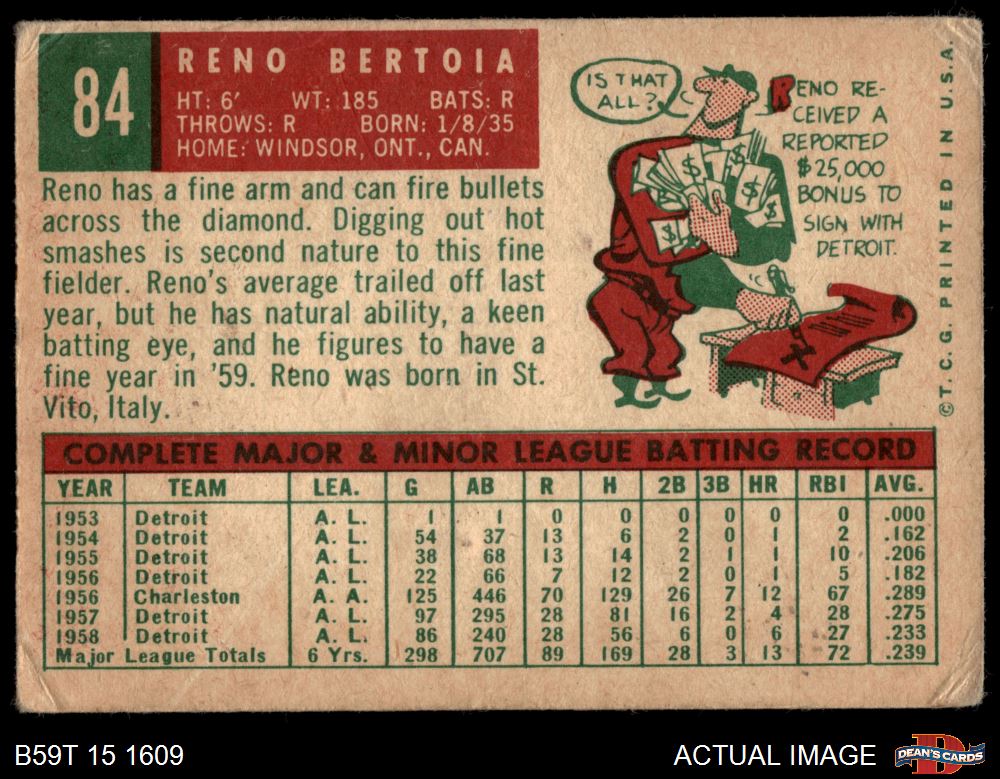 84
RENO BERTOIA
HT: 6' WT: 185 BATS: R
THROWS: R BORN: 1/8/35
HOME: WINDSOR, ONT., CAN.
Reno has a fine arm and can fire bullets
across the diamond. Digging out hot
smashes is second nature to this fine
fielder. Reno's average trailed off last
year, but he has natural ability, a keen
batting eye, and he figures to have a
fine year in '59. Reno was born in St.
Vito, Italy.
IS THAT
ALL?
RENO RE-
CEIVED A
REPORTED
$25,000
BONUS TO
SIGN WITH
DETROIT.
© T. C. G. PRINTED IN U.S.A.
COMPLETE MAJOR & MINOR LEAGUE BATTING RECORD
YEAR TEAM LEA. G AB R H 2B 3B HR RBI AVG.
1953 Detroit A. L. 1 1 0 0 0 0 0 0 .000
1954 Detroit A. L. 54 37 13 6 2 0 1 2 .162
1955 Detroit A. L. 38 68 13 14 2 1 1 10 .206
1956 Detroit A. L. 22 66 7 12 2 0 1 5 .182
1956 Charleston A. A. 125 446 70 129 26 7 12 67 .289
1957 Detroit A. L. 97 295 28 81 16 2 4 28 .275
1958 Detroit A. L. 86 240 28 56 6 0 6 27 .233
Major League Totals 6 Yrs. 298 707 89 169 28 3 13 72 .239
B59T 15 1609
ACTUAL IMAGE
DEAN'S CARDS